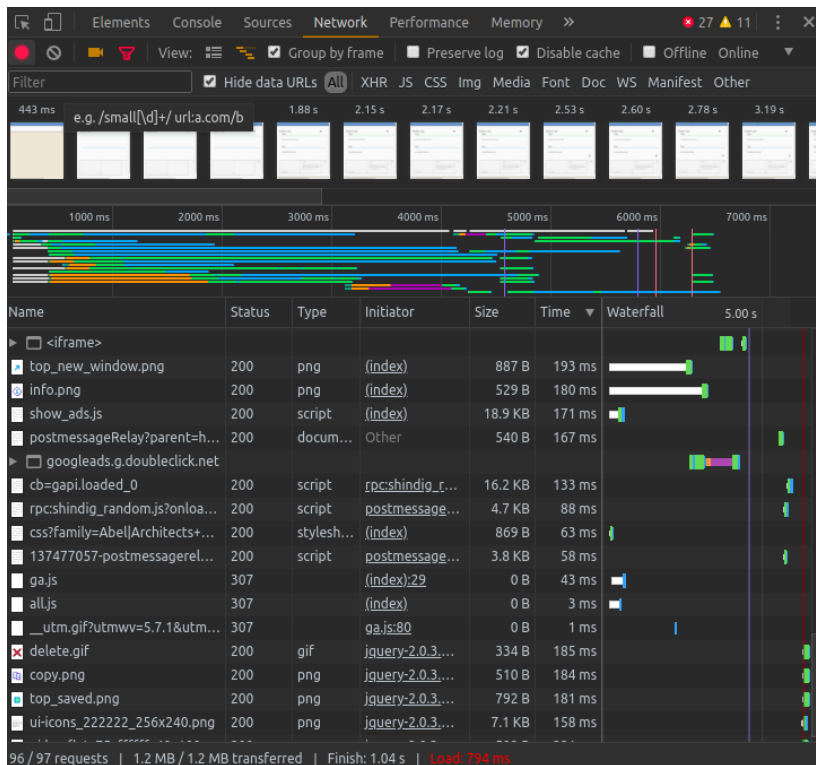 Elements Console Sources Network Performance Memory » 27 11
View: Group by frame Preserve log Disable cache Offline Online
Filter Hide data URLs All XHR JS CSS Img Media Font Doc WS Manifest Other
443 ms 1.88 s 2.15 s 2.17 s 2.21 s 2.53 s 2.60 s 2.78 s 3.19 s
e.g. /small[\d]+/ url:a.com/b
1000 ms 2000 ms 3000 ms 4000 ms 5000 ms 6000 ms 7000 ms
Name Status Type Initiator Size Time Waterfall 5.00 s
<iframe>
top_new_window.png 200 png (index) 887 B 193 ms
info.png 200 png (index) 529 B 180 ms
show_ads.js 200 script (index) 18.9 KB 171 ms
postmessageRelay?parent=h... 200 docum... Other 540 B 167 ms
googleads.g.doubleclick.net
cb=gapi.loaded_0 200 script rpc:shindig_r... 16.2 KB 133 ms
rpc:shindig_random.js?onloa... 200 script postmessage... 4.7 KB 88 ms
css?family=Abel|Architects+... 200 stylesh... (index) 869 B 63 ms
137477057-postmessagerel... 200 script postmessage... 3.8 KB 58 ms
ga.js 307 (index):29 0 B 43 ms
all.js 307 (index) 0 B 3 ms
__utm.gif?utmwv=5.7.1&utm... 307 ga.js:80 0 B 1 ms
delete.gif 200 gif jquery-2.0.3.... 334 B 185 ms
copy.png 200 png jquery-2.0.3.... 510 B 184 ms
top_saved.png 200 png jquery-2.0.3.... 792 B 181 ms
ui-icons_222222_256x240.png 200 png jquery-2.0.3.... 7.1 KB 158 ms
96 / 97 requests | 1.2 MB / 1.2 MB transferred | Finish: 1.04 s | Load: 794 ms